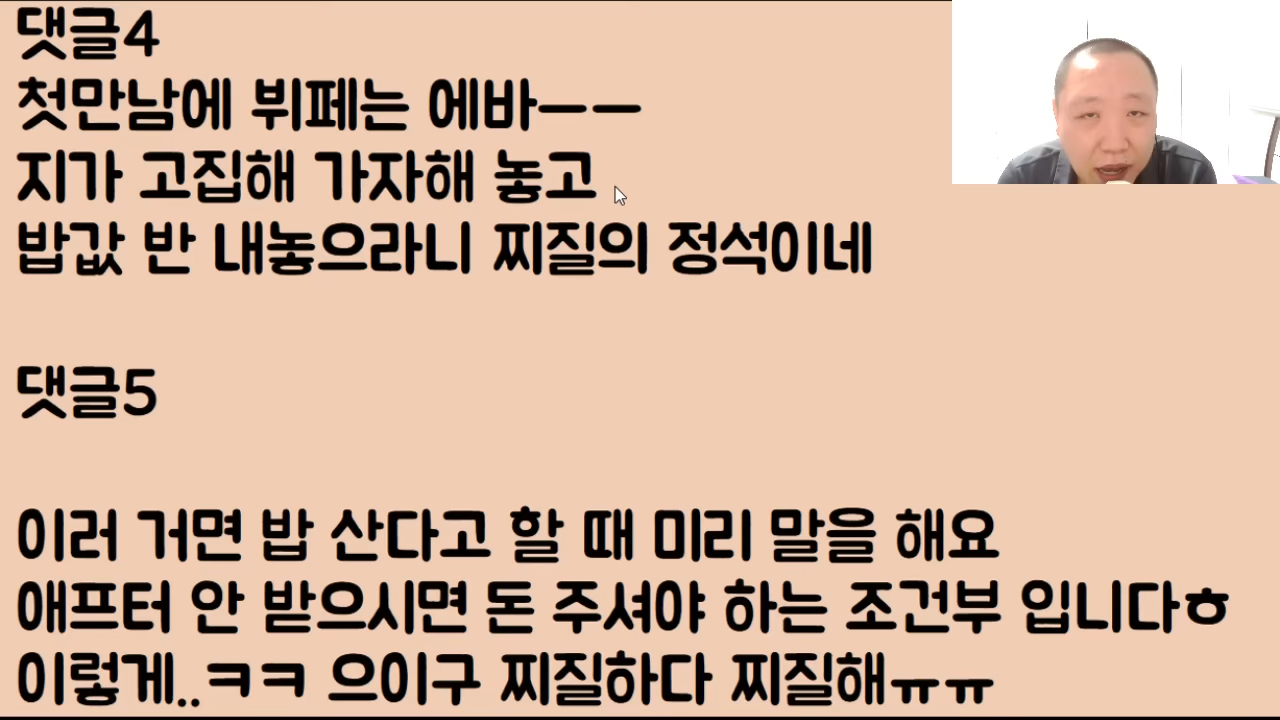 댓글4
첫만남에 뷔페는 에바ㅡㅡ
지가 고집해 가자해 놓고
밥값 반 내놓으라니 찌질의 정석이네
댓글5
이러 거면 밥 산다고 할 때 미리 말을 해요
애프터 안 받으시면 돈 주셔야 하는 조건부 입니다ㅎ
이렇게..ㅋㅋ 으이구 찌질하다 찌질해ㅠㅠ